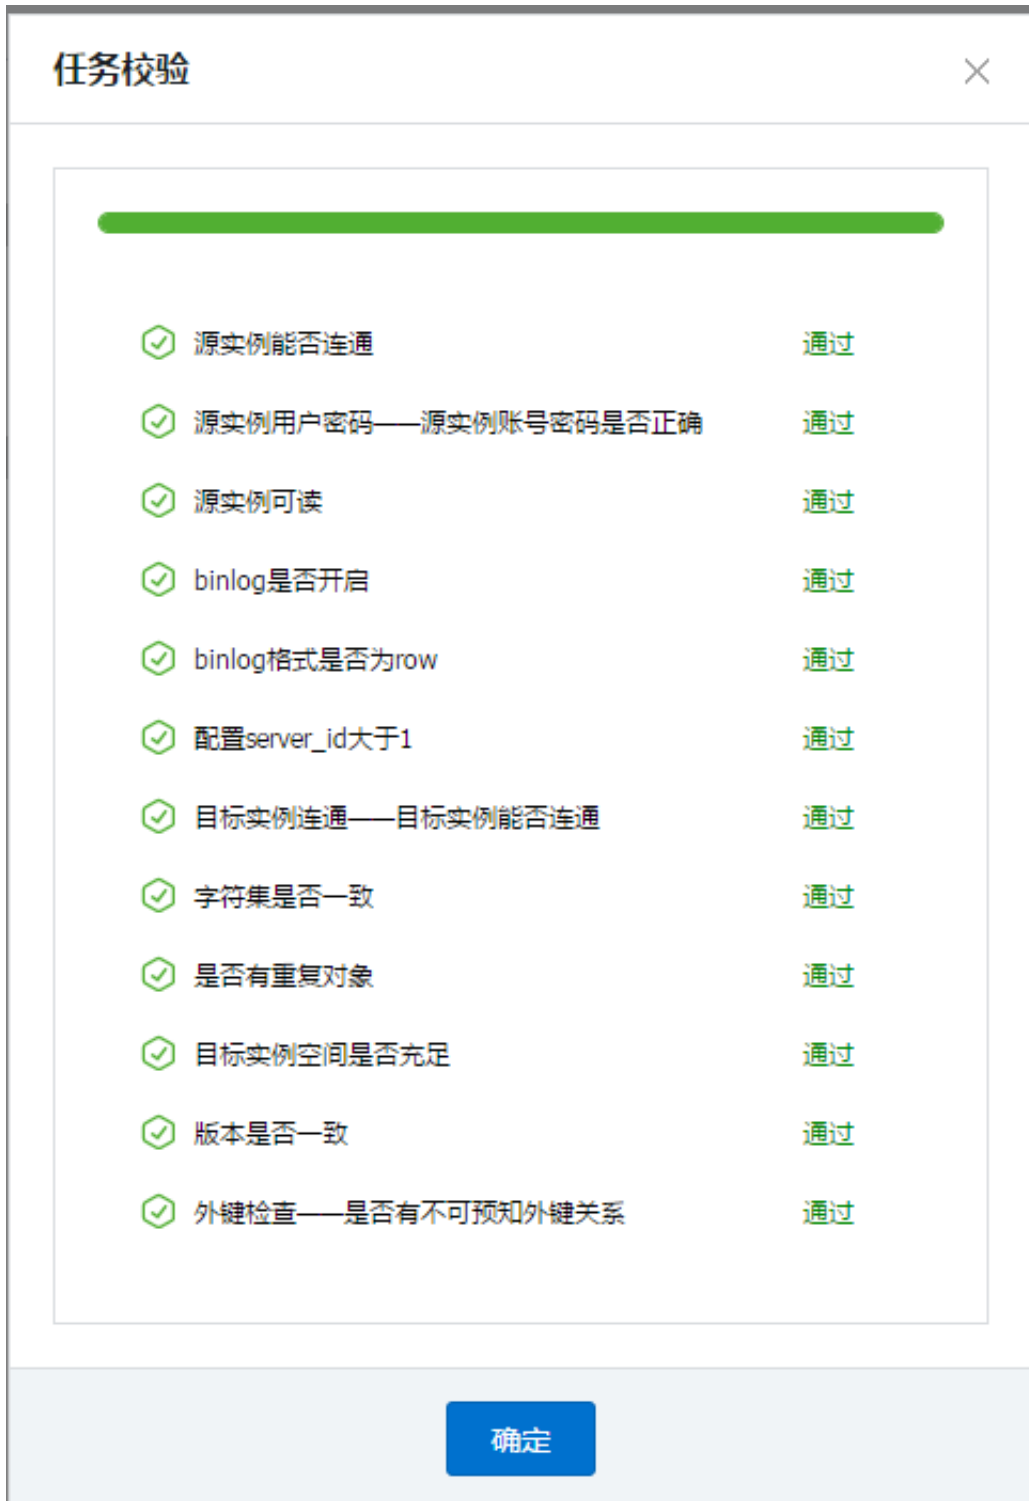 任务校验
源实例能否连通 通过
源实例用户密码——源实例账号密码是否正确 通过
源实例可读 通过
binlog是否开启 通过
binlog格式是否为row 通过
配置server_id大于1 通过
目标实例连通——目标实例能否连通 通过
字符集是否一致 通过
是否有重复对象 通过
目标实例空间是否充足 通过
版本是否一致 通过
外键检查——是否有不可预知外键关系 通过
确定